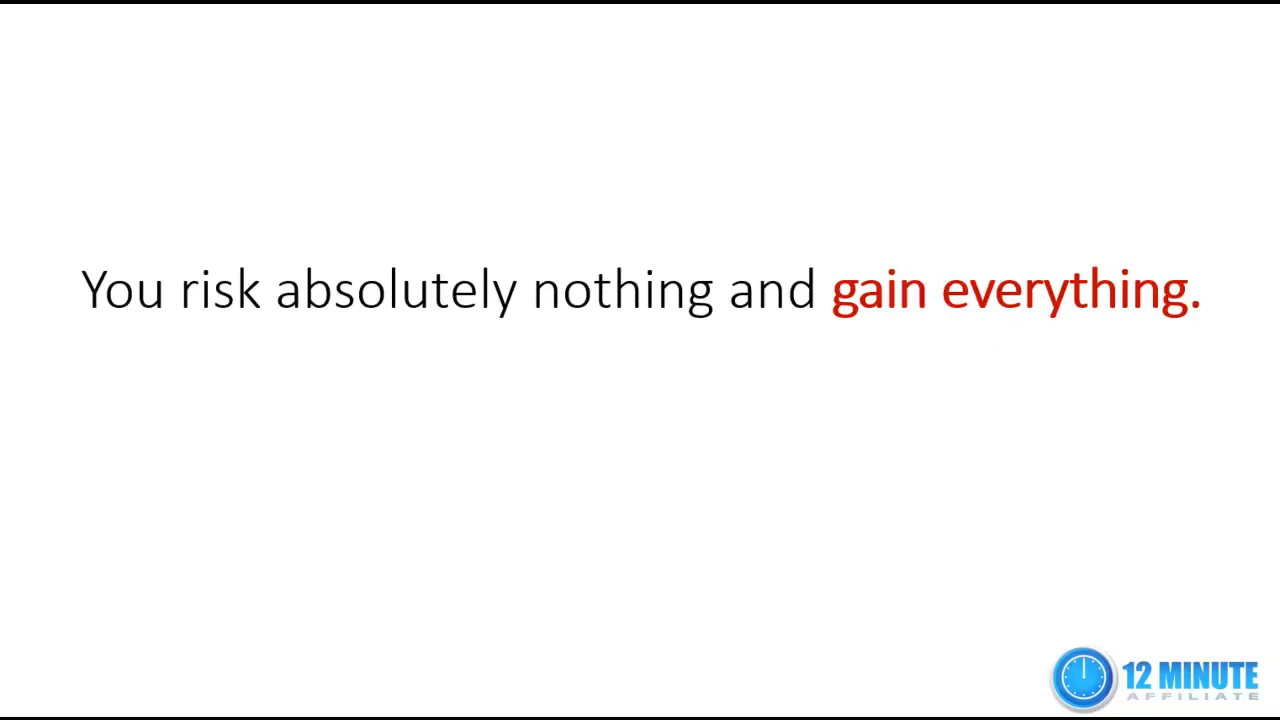 You risk absolutely nothing and gain everything.
12 MINUTE
AFFILIATE